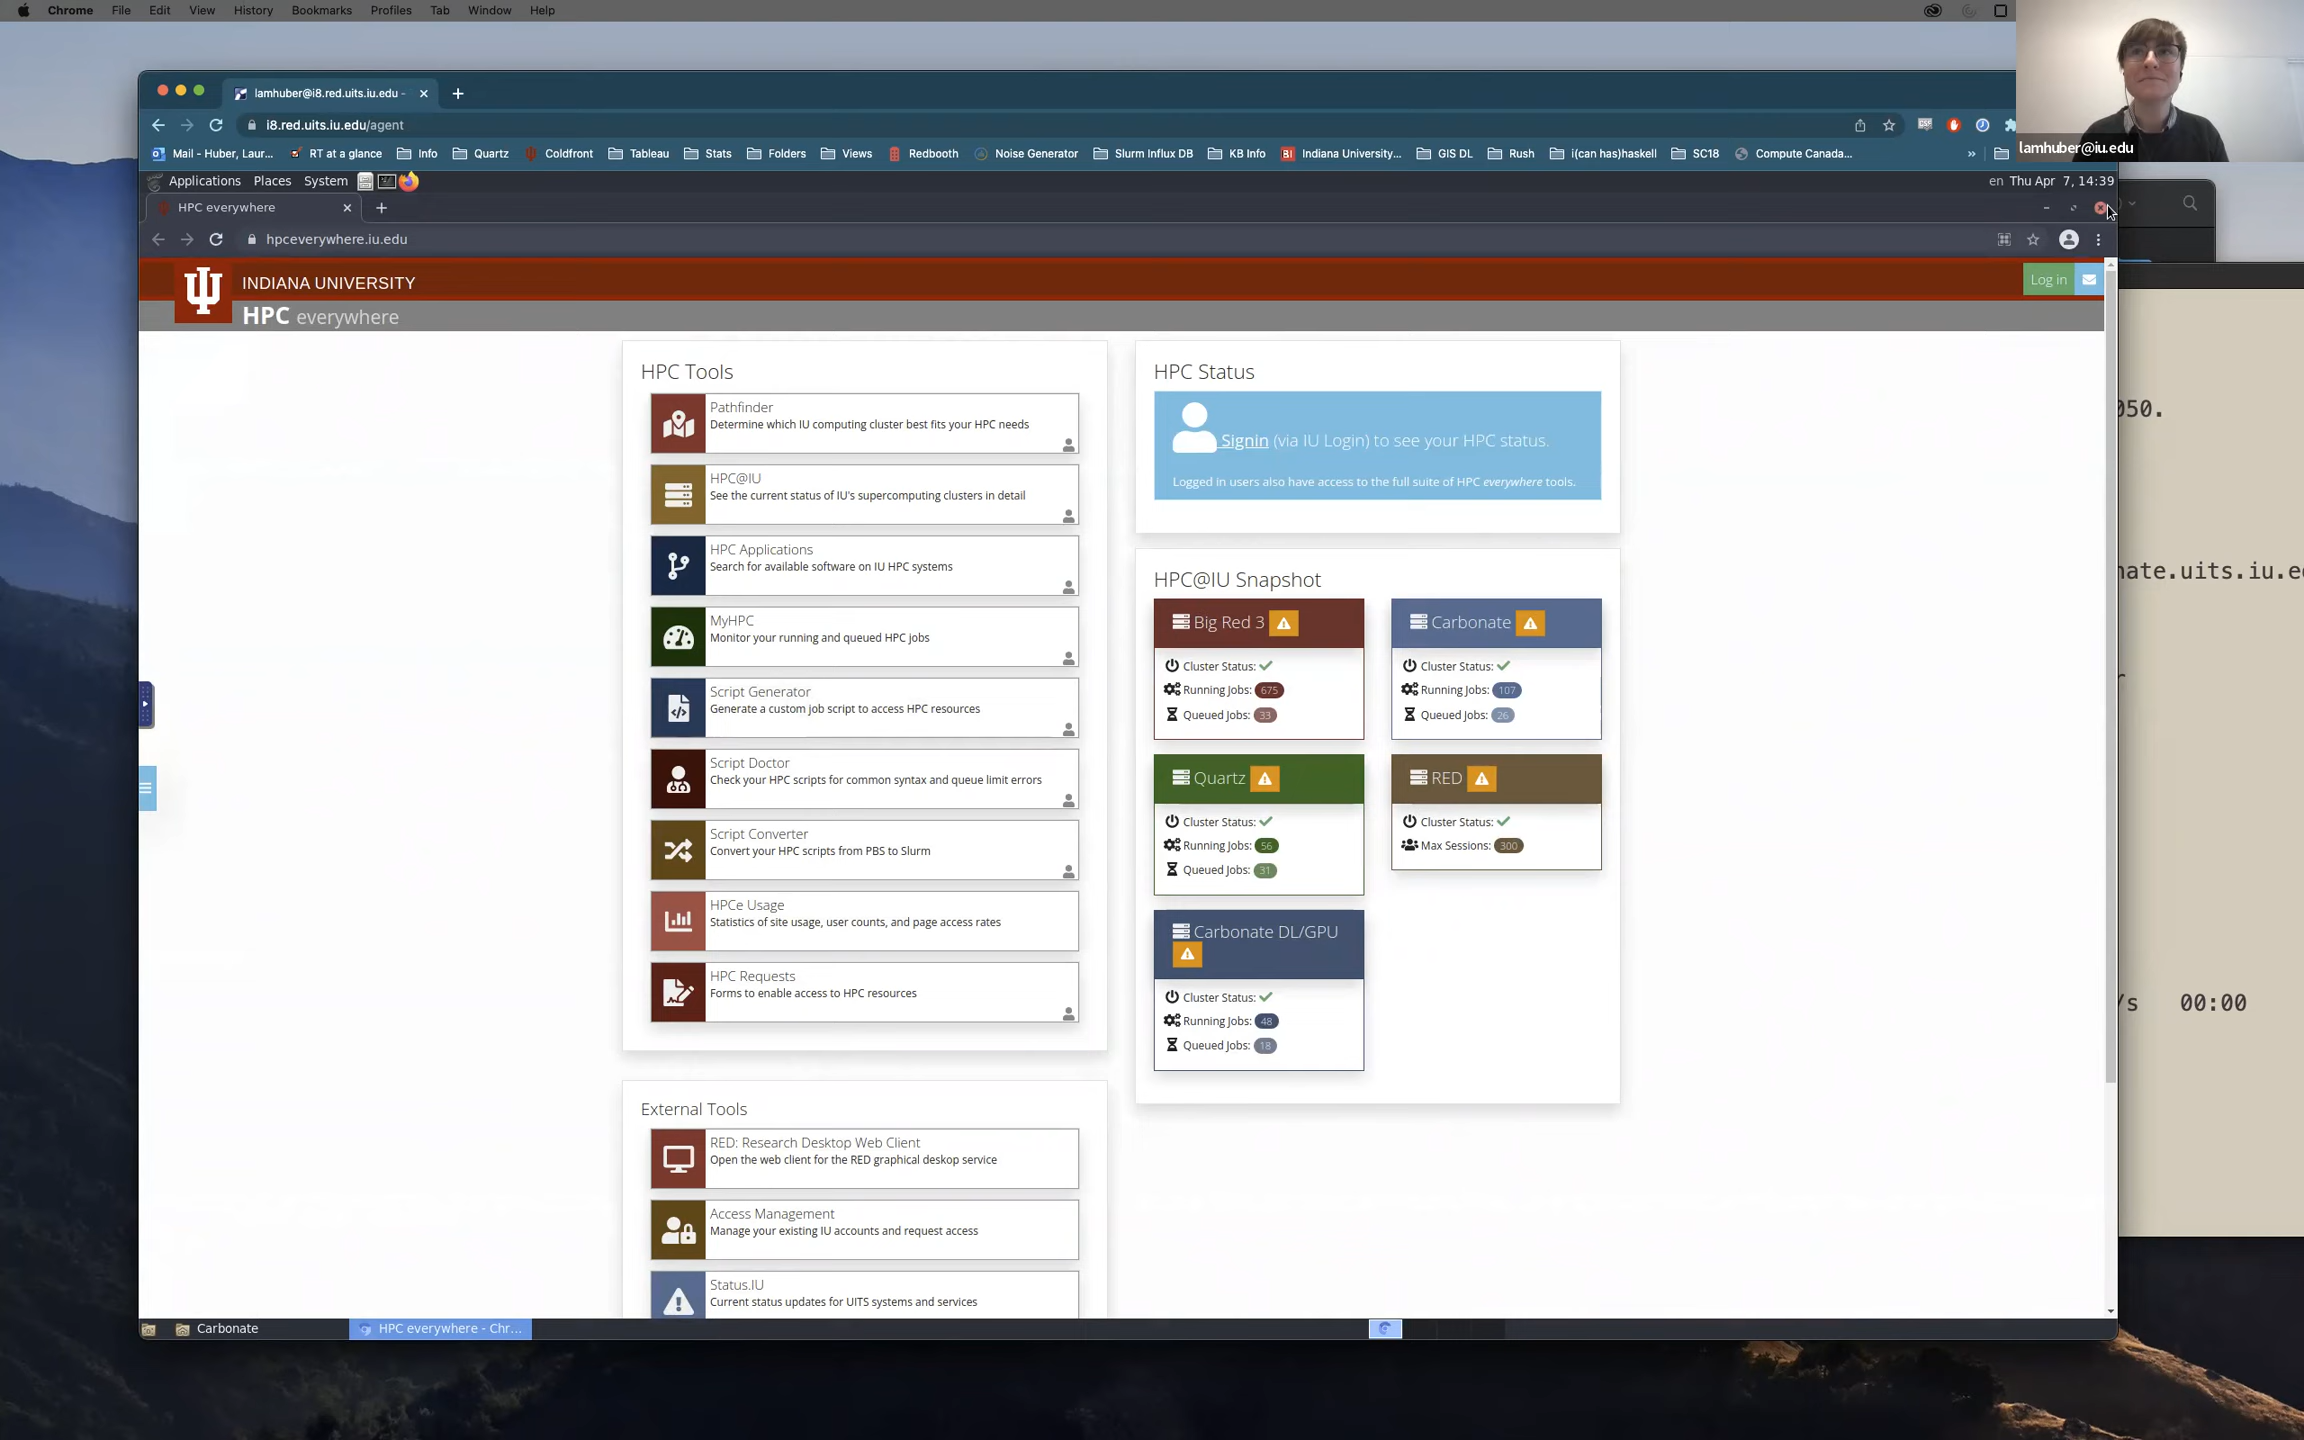 Chrome File Edit View History Bookmarks Profiles Tab Window Help
lamhuber@i8.red.uits.iu.edu -
i8.red.uits.iu.edu/agent
Mail - Huber, Laur... RT at a glance Info Quartz Coldfront Tableau Stats Folders Views Redbooth Noise Generator Slurm Influx DB KB Info Indiana University... GIS DL Rush i(can has)haskell SC18 Compute Canada... »
lamhuber@iu.edu
Applications Places System en Thu Apr 7, 14:39
HPC everywhere
hpceverywhere.iu.edu
INDIANA UNIVERSITY
Log in
HPC everywhere
HPC Tools
Pathfinder
Determine which IU computing cluster best fits your HPC needs
HPC@IU
See the current status of IU's supercomputing clusters in detail
HPC Applications
Search for available software on IU HPC systems
MyHPC
Monitor your running and queued HPC jobs
Script Generator
Generate a custom job script to access HPC resources
Script Doctor
Check your HPC scripts for common syntax and queue limit errors
Script Converter
Convert your HPC scripts from PBS to Slurm
HPCe Usage
Statistics of site usage, user counts, and page access rates
HPC Requests
Forms to enable access to HPC resources
External Tools
RED: Research Desktop Web Client
Open the web client for the RED graphical deskop service
Access Management
Manage your existing IU accounts and request access
Status.IU
Current status updates for UITS systems and services
HPC Status
Signin (via IU Login) to see your HPC status.
Logged in users also have access to the full suite of HPC everywhere tools.
HPC@IU Snapshot
Big Red 3
Cluster Status:
Running Jobs: 675
Queued Jobs: 33
Carbonate
Cluster Status:
Running Jobs: 107
Queued Jobs: 26
Quartz
Cluster Status:
Running Jobs: 56
Queued Jobs: 31
RED
Cluster Status:
Max Sessions: 300
Carbonate DL/GPU
Cluster Status:
Running Jobs: 48
Queued Jobs: 18
050.
nate.uits.iu.e
/s 00:00
Carbonate HPC everywhere - Chr...